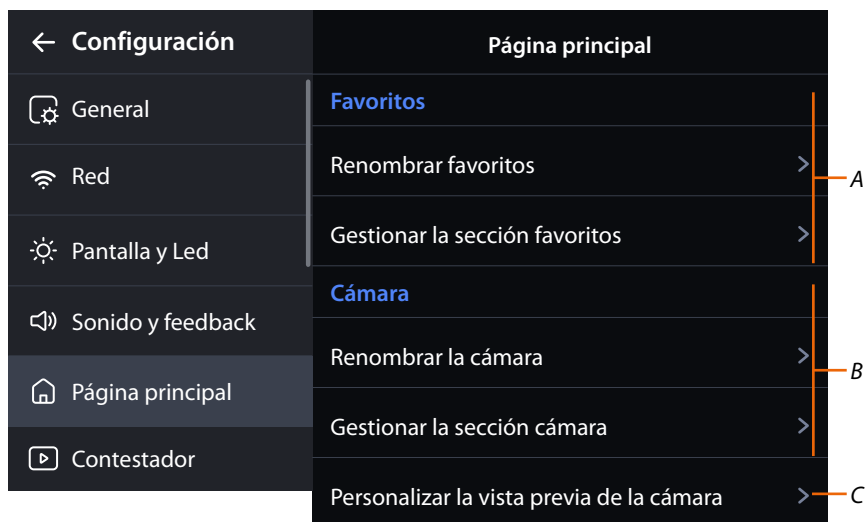 Configuración
General
Red
Pantalla y Led
Sonido y feedback
Página principal
Contestador
Página principal
Favoritos
Renombrar favoritos
Gestionar la sección favoritos
A
Cámara
Renombrar la cámara
Gestionar la sección cámara
B
Personalizar la vista previa de la cámara
C